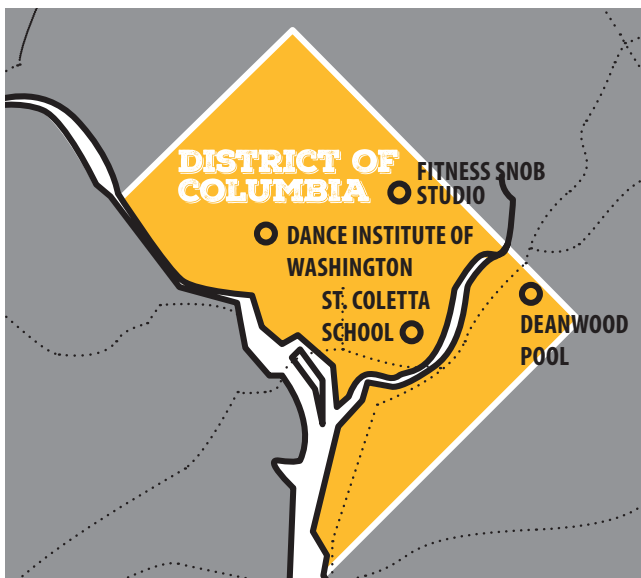 DISTRICT OF
COLUMBIA
FITNESS SNOB
STUDIO
DANCE INSTITUTE OF
WASHINGTON
ST. COLETTA
SCHOOL
DEANWOOD
POOL